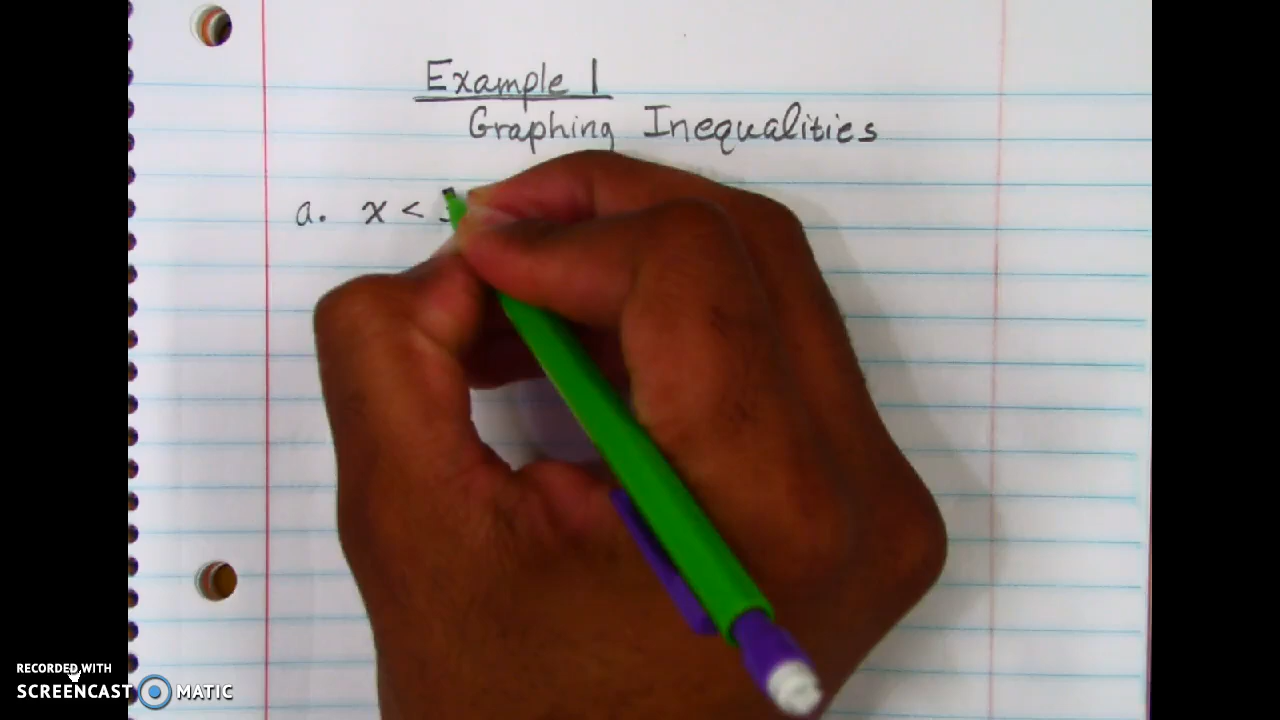 Example 1
Graphing Inequalities
a. x <
RECORDED WITH
SCREENCAST MATIC